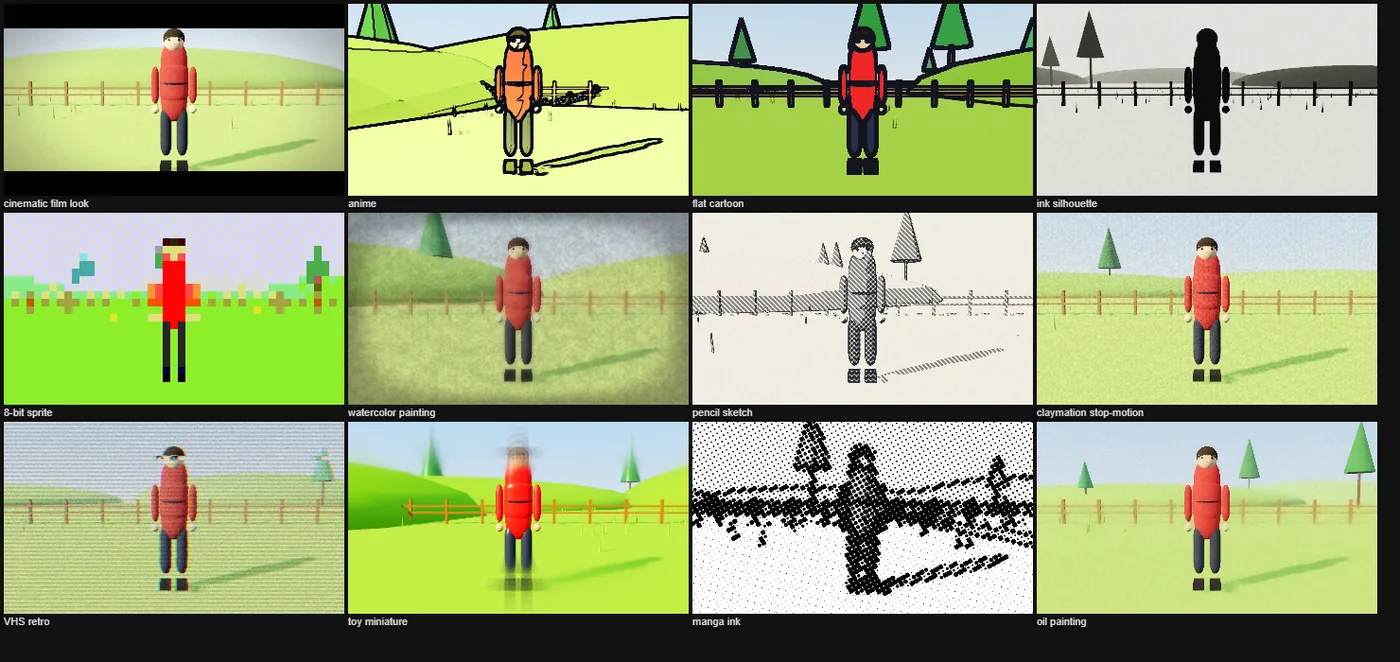 cinematic film look
anime
flat cartoon
ink silhouette
8-bit sprite
watercolor painting
pencil sketch
claymation stop-motion
VHS retro
toy miniature
manga ink
oil painting